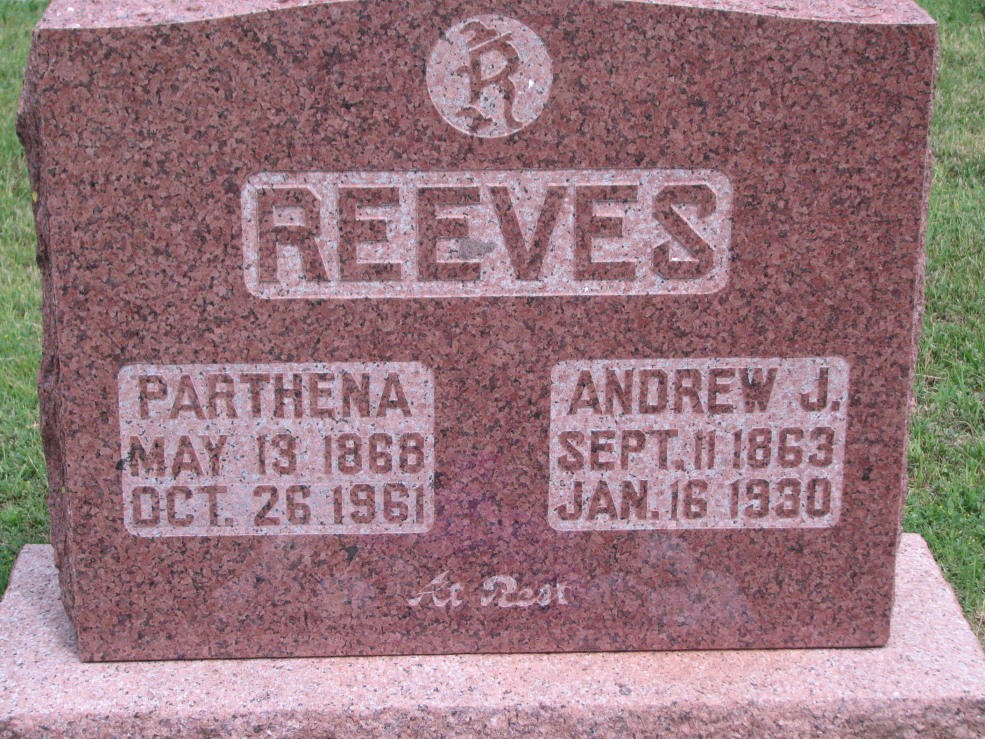 R
REEVES
PARTHENA
MAY 13 1868
OCT. 26 1961
ANDREW J.
SEPT. 11 1863
JAN. 16 1930
At Rest